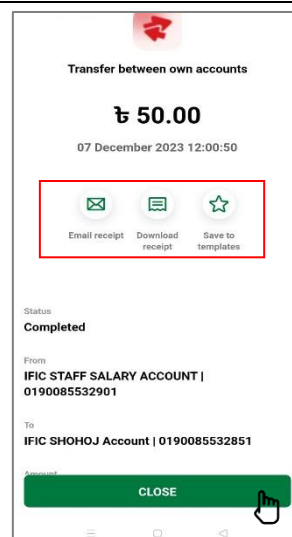 Transfer between own accounts
৳ 50.00
07 December 2023 12:00:50
Email receipt
Download
receipt
Save to
templates
Status
Completed
From
IFIC STAFF SALARY ACCOUNT |
0190085532901
To
IFIC SHOHOJ Account | 0190085532851
Amount
CLOSE